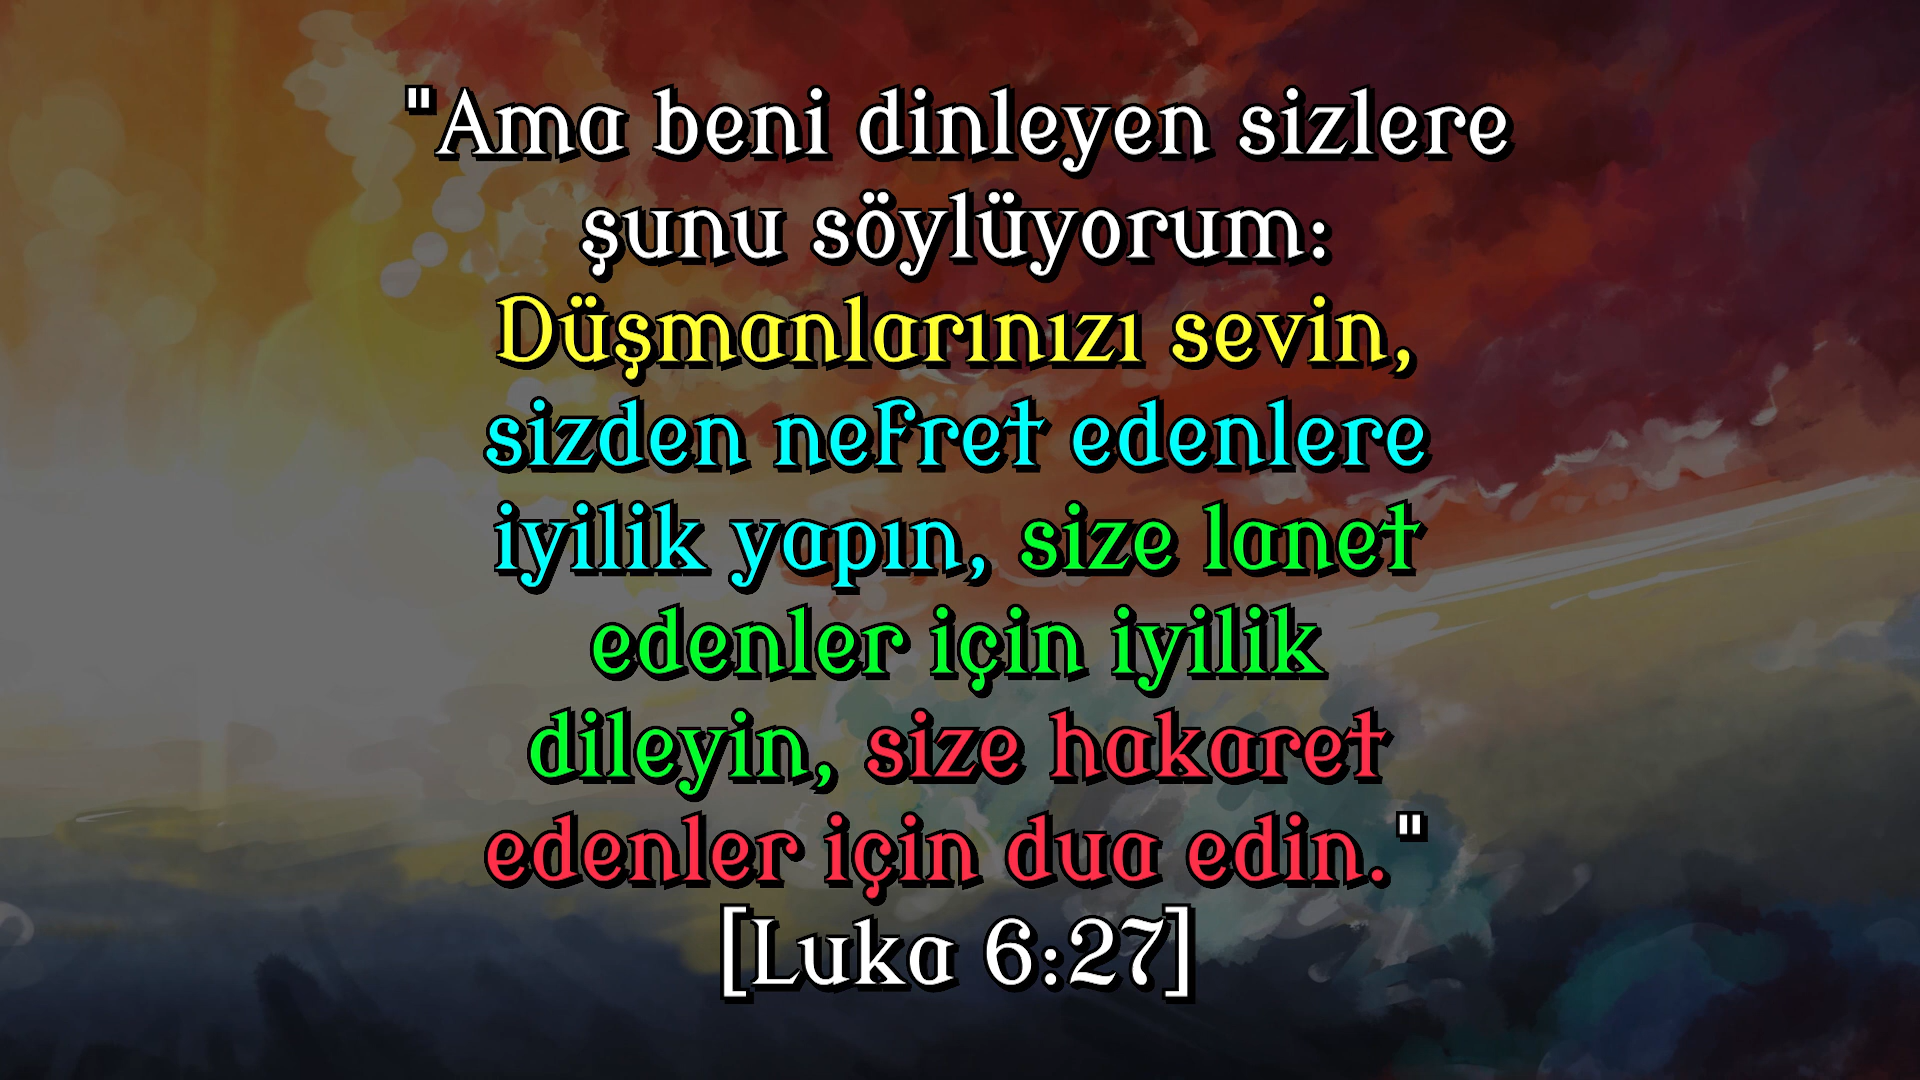 "Ama beni dinleyen sizlere
şunu söylüyorum:
Düşmanlarınızı sevin,
sizden nefret edenlere
iyilik yapın, size lanet
edenler için iyilik
dileyin, size hakaret
edenler için dua edin."
[Luka 6:27]